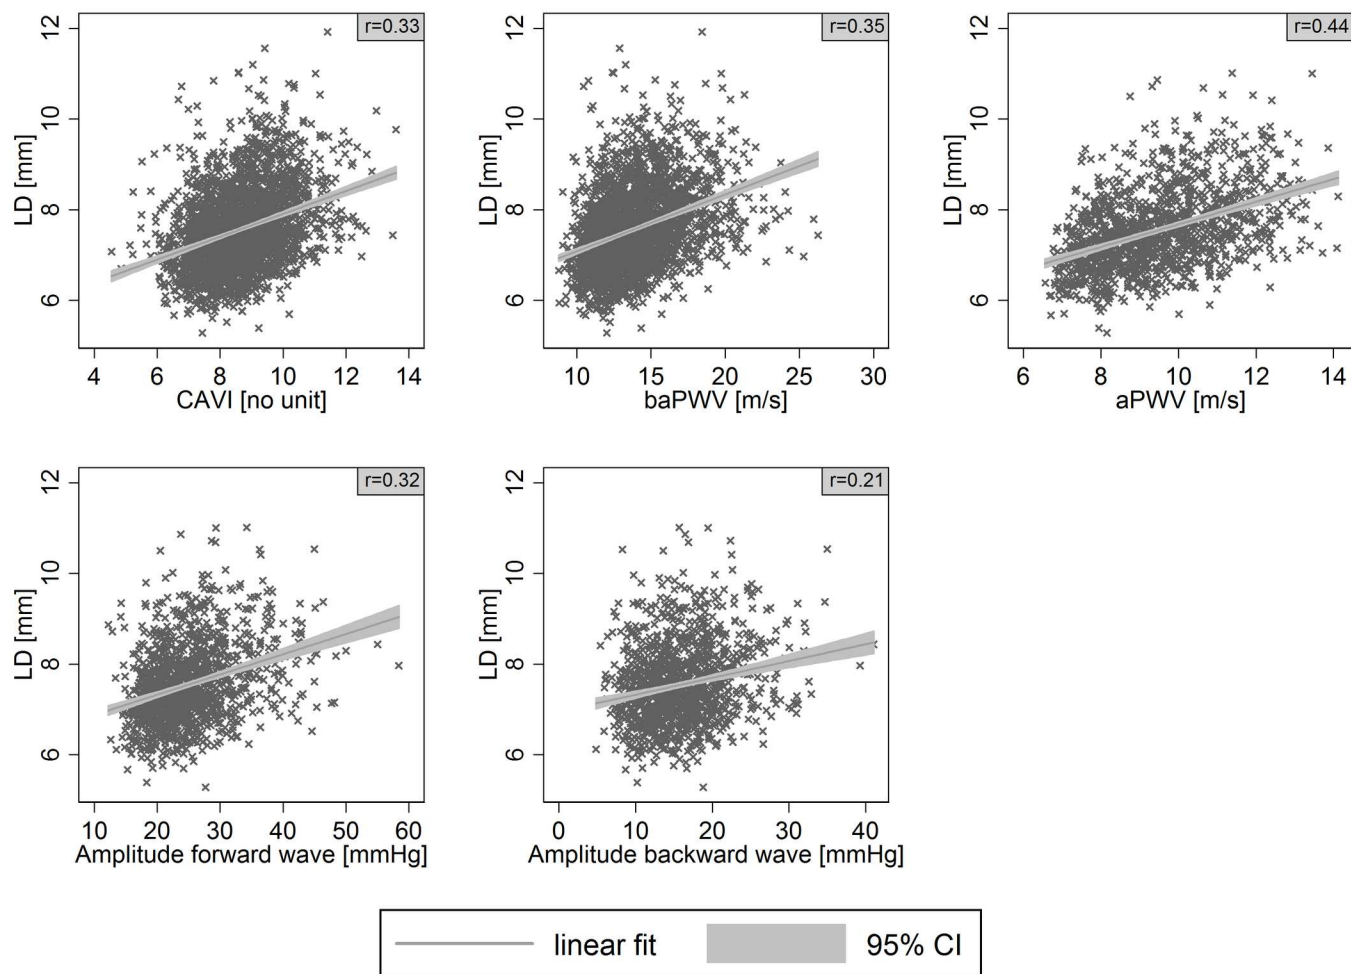 r=0.33
12
10
8
6
LD [mm]
4 6 8 10 12 14
CAVI [no unit]
r=0.35
12
10
8
6
LD [mm]
10 15 20 25 30
baPWV [m/s]
r=0.44
12
10
8
6
LD [mm]
6 8 10 12 14
aPWV [m/s]
r=0.32
12
10
8
6
LD [mm]
10 20 30 40 50 60
Amplitude forward wave [mmHg]
r=0.21
12
10
8
6
LD [mm]
0 10 20 30 40
Amplitude backward wave [mmHg]
linear fit 95% CI